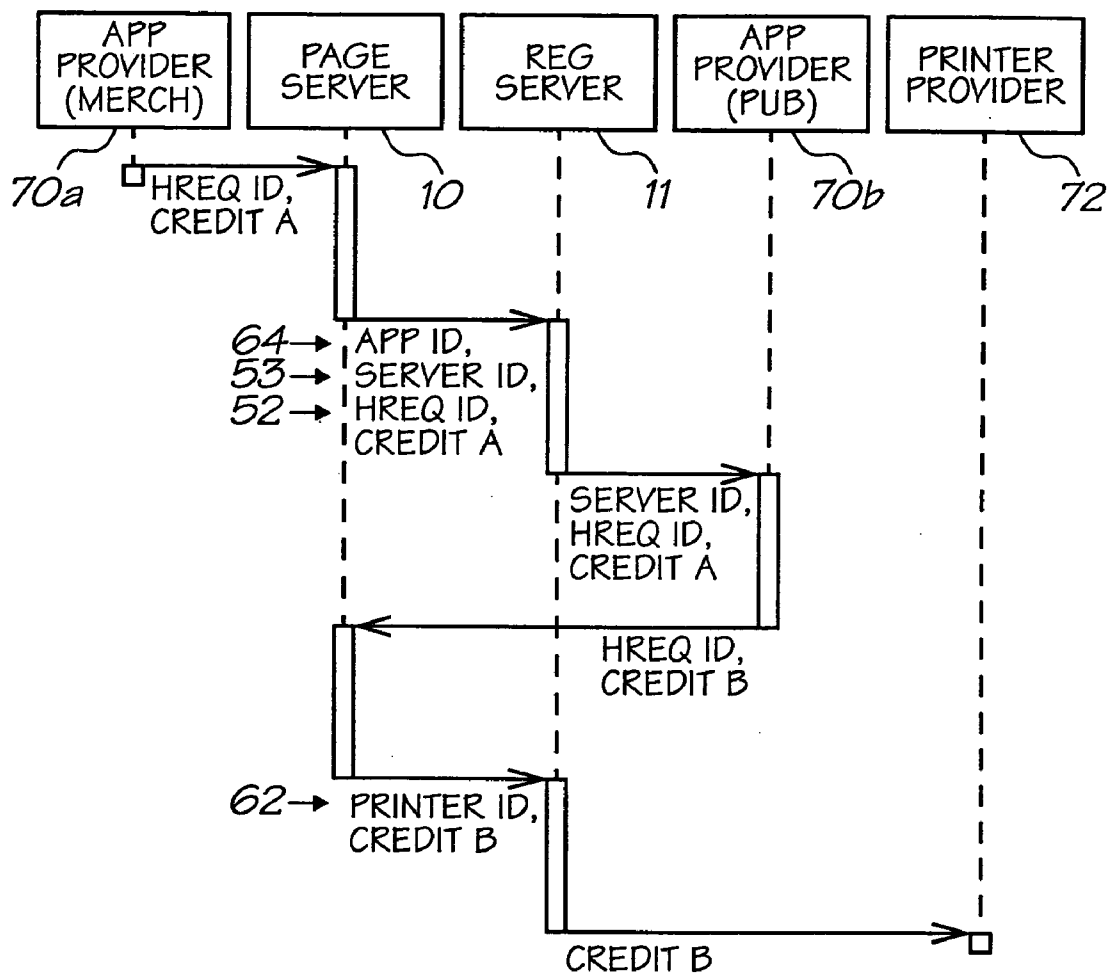 APP
PROVIDER
(MERCH)
PAGE
SERVER
REG
SERVER
APP
PROVIDER
(PUB)
PRINTER
PROVIDER
70a
10
11
70b
72
HREQ ID,
CREDIT A
64
APP ID,
53
SERVER ID,
52
HREQ ID,
CREDIT A
SERVER ID,
HREQ ID,
CREDIT A
HREQ ID,
CREDIT B
62
PRINTER ID,
CREDIT B
CREDIT B